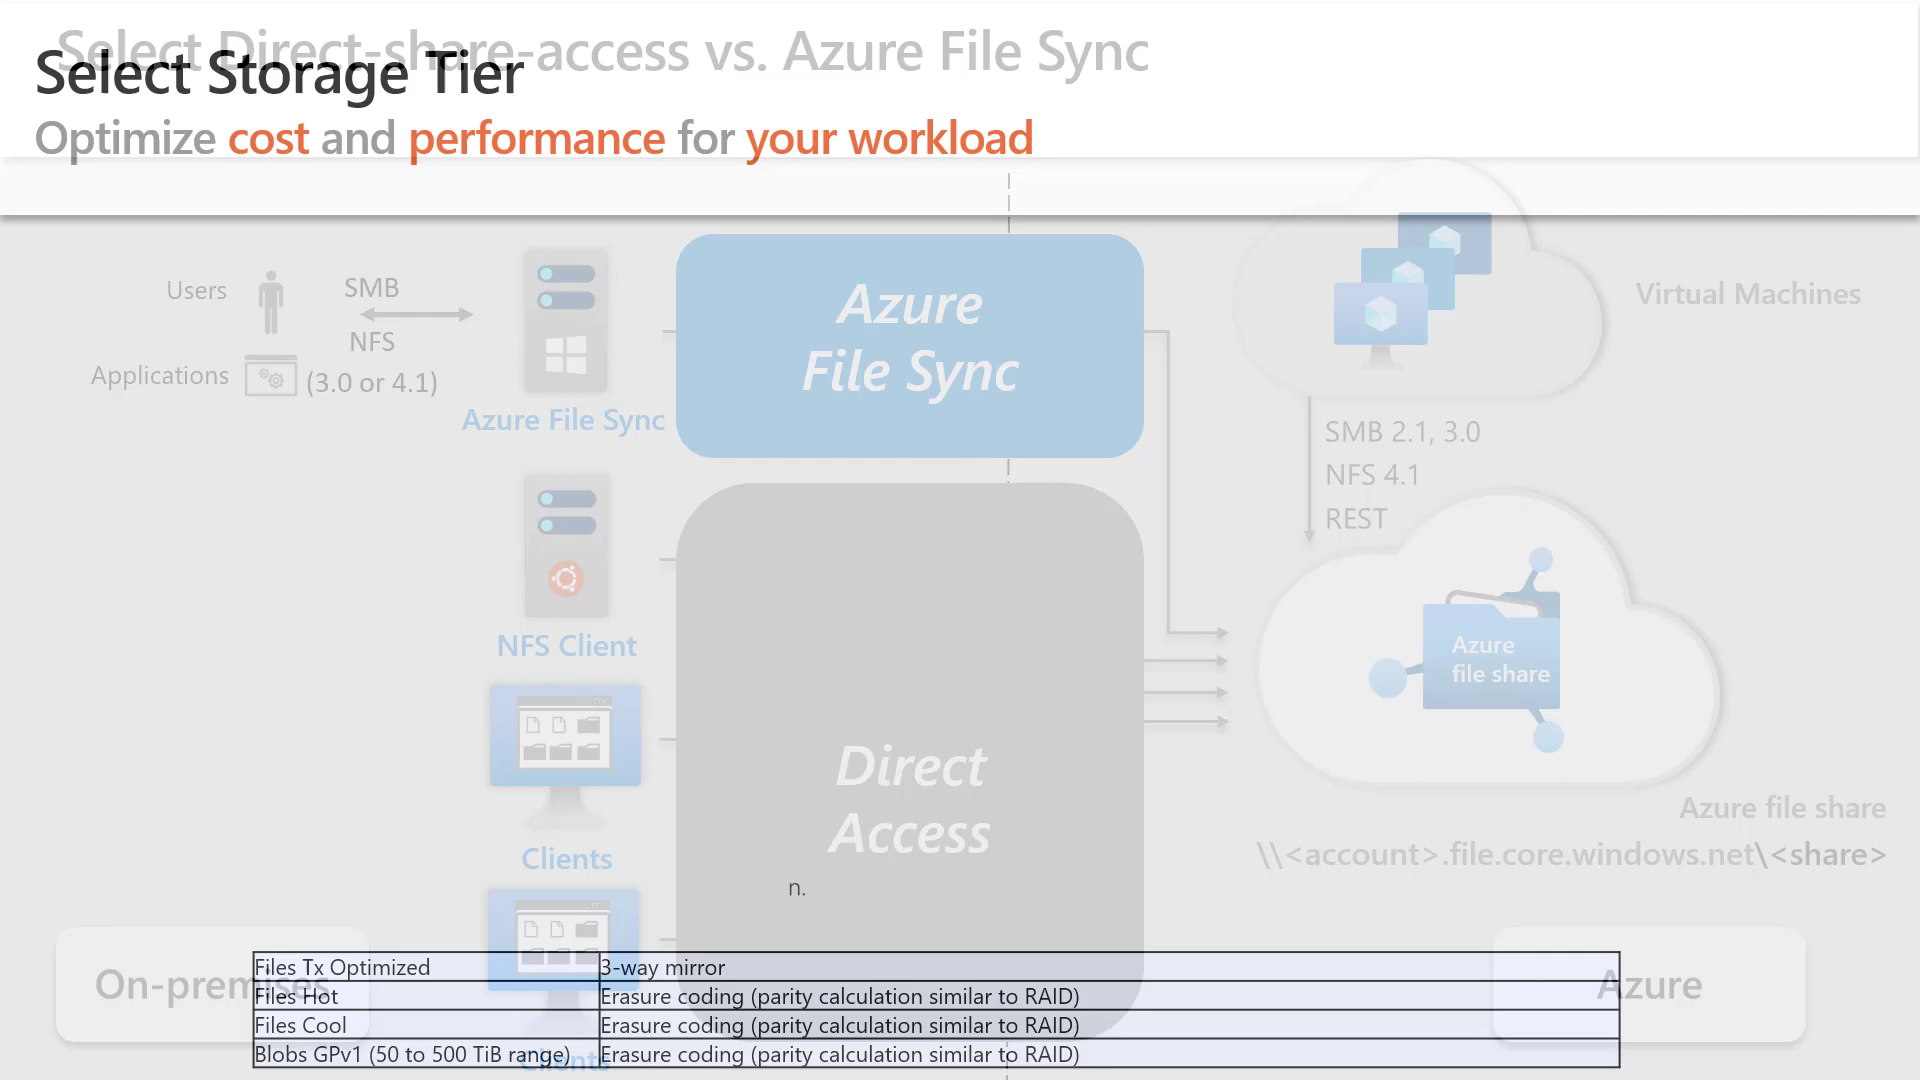 Select Direct-share-access vs. Azure File Sync
Select Storage Tier
Optimize cost and performance for your workload
Users
SMB
NFS
Applications
(3.0 or 4.1)
Azure File Sync
Azure
File Sync
Virtual Machines
SMB 2.1, 3.0
NFS 4.1
REST
NFS Client
Azure
file share
Direct
Access
Clients
Azure file share
\\<account>.file.core.windows.net\<share>
n.
On-premises
Azure
Files Tx Optimized 3-way mirror
Files Hot Erasure coding (parity calculation similar to RAID)
Files Cool Erasure coding (parity calculation similar to RAID)
Blobs GPv1 (50 to 500 TiB range) Erasure coding (parity calculation similar to RAID)
Clients